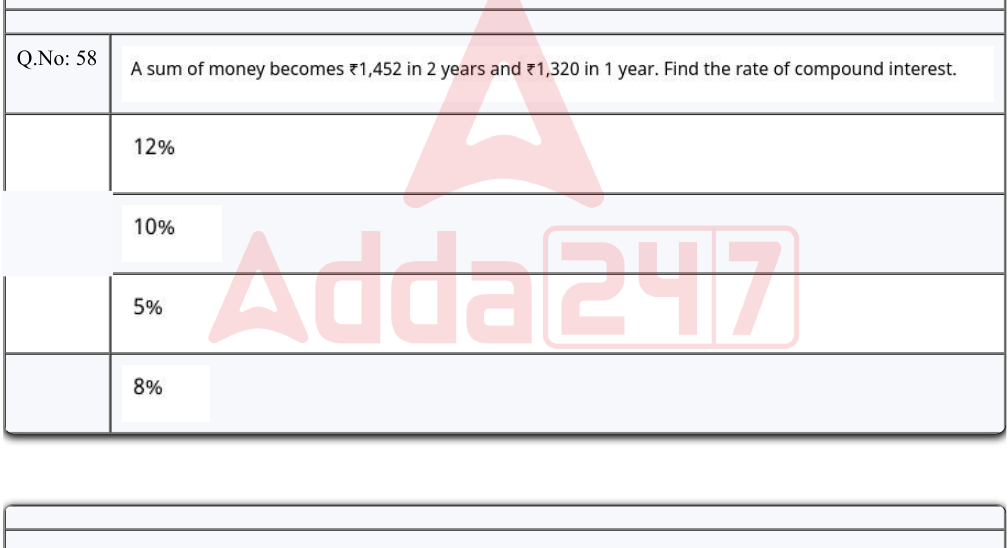 Q.No: 58
A sum of money becomes ₹1,452 in 2 years and ₹1,320 in 1 year. Find the rate of compound interest.
12%
10%
Adda247
5%
8%